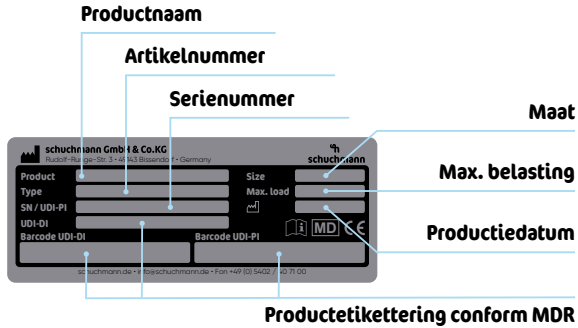 Productnaam
Artikelnummer
Serienummer
Maat
Max. belasting
Productiedatum
schuchmann GmbH & Co.KG
Rudolf-Runge-Str. 3 • 49143 Bissendorf • Germany
schuchmann
Product
Size
Type
Max. load
SN / UDI-PI
UDI-DI
MD CE
Barcode UDI-DI
Barcode UDI-PI
schuchmann.de • info@schuchmann.de • Fon +49 (0) 5402 / 40 71 00
Productetikettering conform MDR